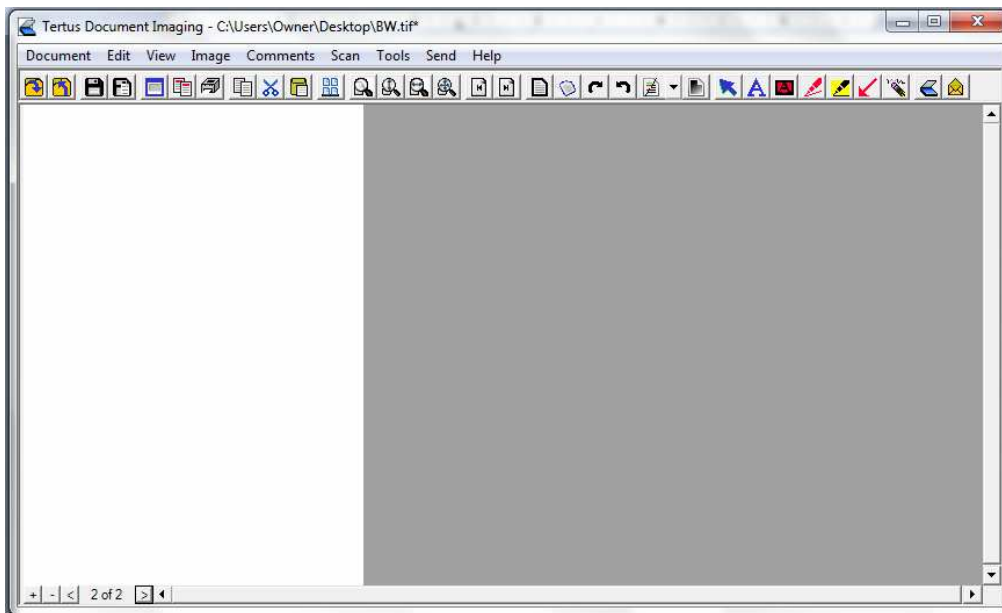 Tertus Document Imaging - C:\Users\Owner\Desktop\BW.tif*
Document Edit View Image Comments Scan Tools Send Help
A A
+ - < 2 of 2 >